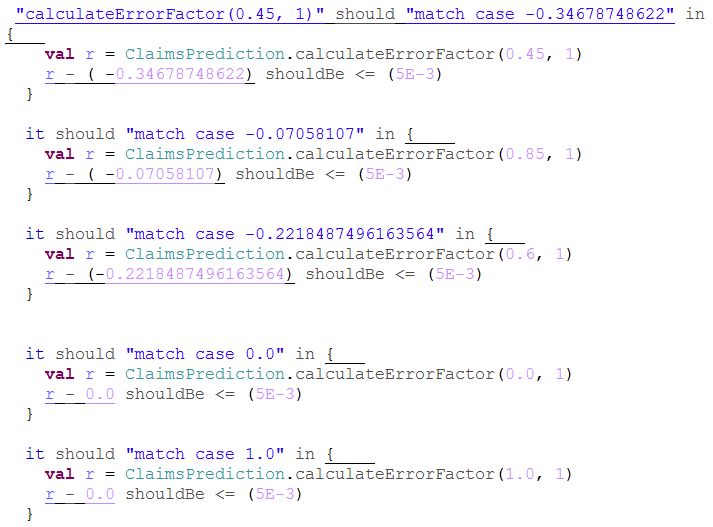 "calculateErrorFactor(0.45, 1)" should "match case -0.34678748622" in
{
val r = ClaimsPrediction.calculateErrorFactor(0.45, 1)
r - ( -0.34678748622) shouldBe <= (5E-3)
}
it should "match case -0.07058107" in {
val r = ClaimsPrediction.calculateErrorFactor(0.85, 1)
r - ( -0.07058107) shouldBe <= (5E-3)
}
it should "match case -0.2218487496163564" in {
val r = ClaimsPrediction.calculateErrorFactor(0.6, 1)
r - (-0.2218487496163564) shouldBe <= (5E-3)
}
it should "match case 0.0" in {
val r = ClaimsPrediction.calculateErrorFactor(0.0, 1)
r - 0.0 shouldBe <= (5E-3)
}
it should "match case 1.0" in {
val r = ClaimsPrediction.calculateErrorFactor(1.0, 1)
r - 0.0 shouldBe <= (5E-3)
}